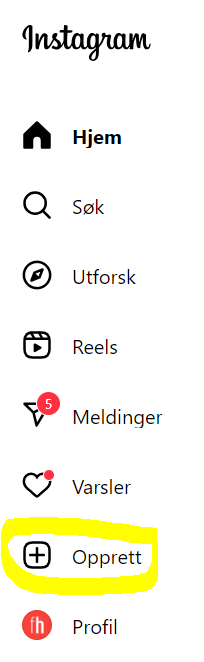 Instagram
Hjem
Søk
Utforsk
Reels
5
Meldinger
Varsler
Opprett
fh
Profil